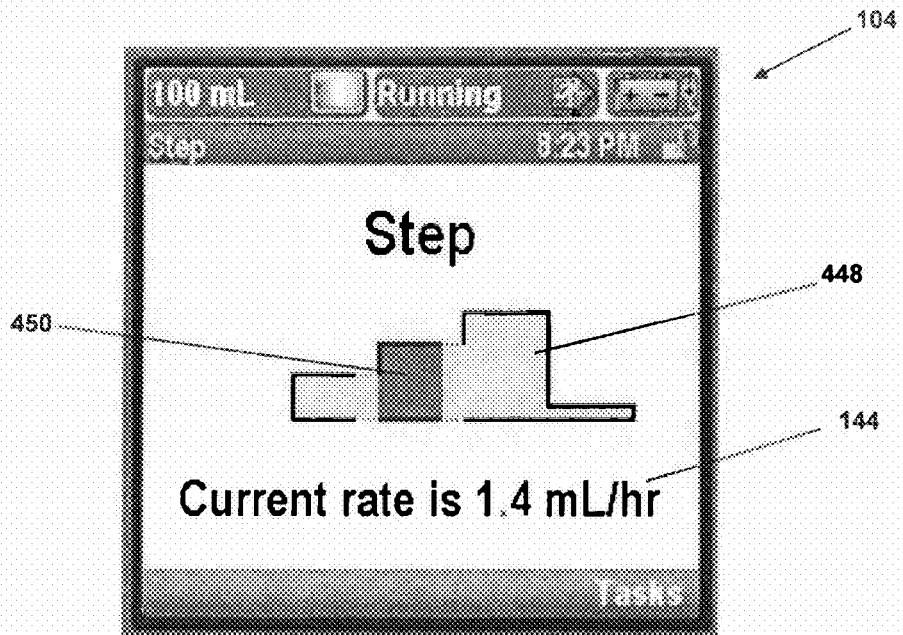 104
100 mL Running
Step 8:23 PM
Step
448
450
144
Current rate is 1.4 mL/hr
Tasks